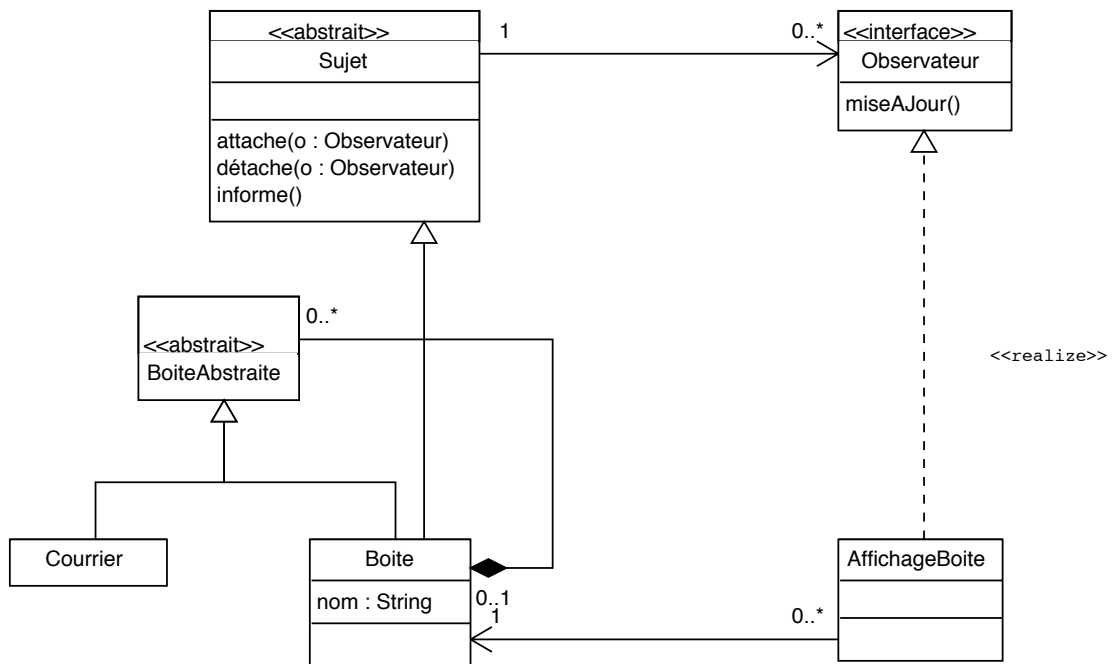 <<abstrait>>
Sujet
attache(o : Observateur)
détache(o : Observateur)
informe()
1
0..*
<<interface>>
Observateur
miseAJour()
<<abstrait>>
BoiteAbstraite
0..*
<<realize>>
Courrier
Boite
nom : String
0..1
1
0..*
AffichageBoite